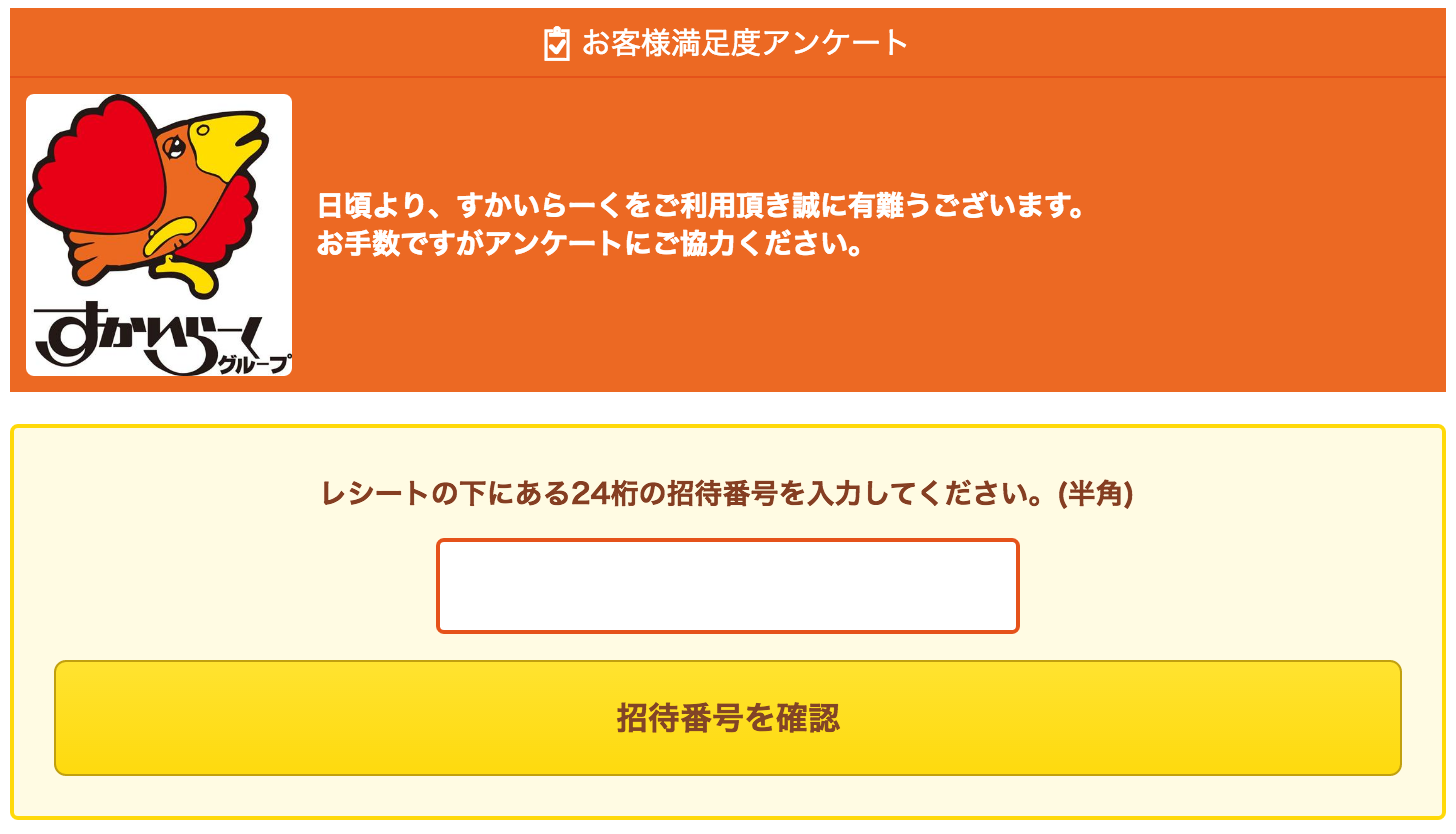 お客様満足度アンケート
すかいらーく
グループ
日頃より、すかいらーくをご利用頂き誠に有難うございます。
お手数ですがアンケートにご協力ください。
レシートの下にある24桁の招待番号を入力してください。(半角)
招待番号を確認